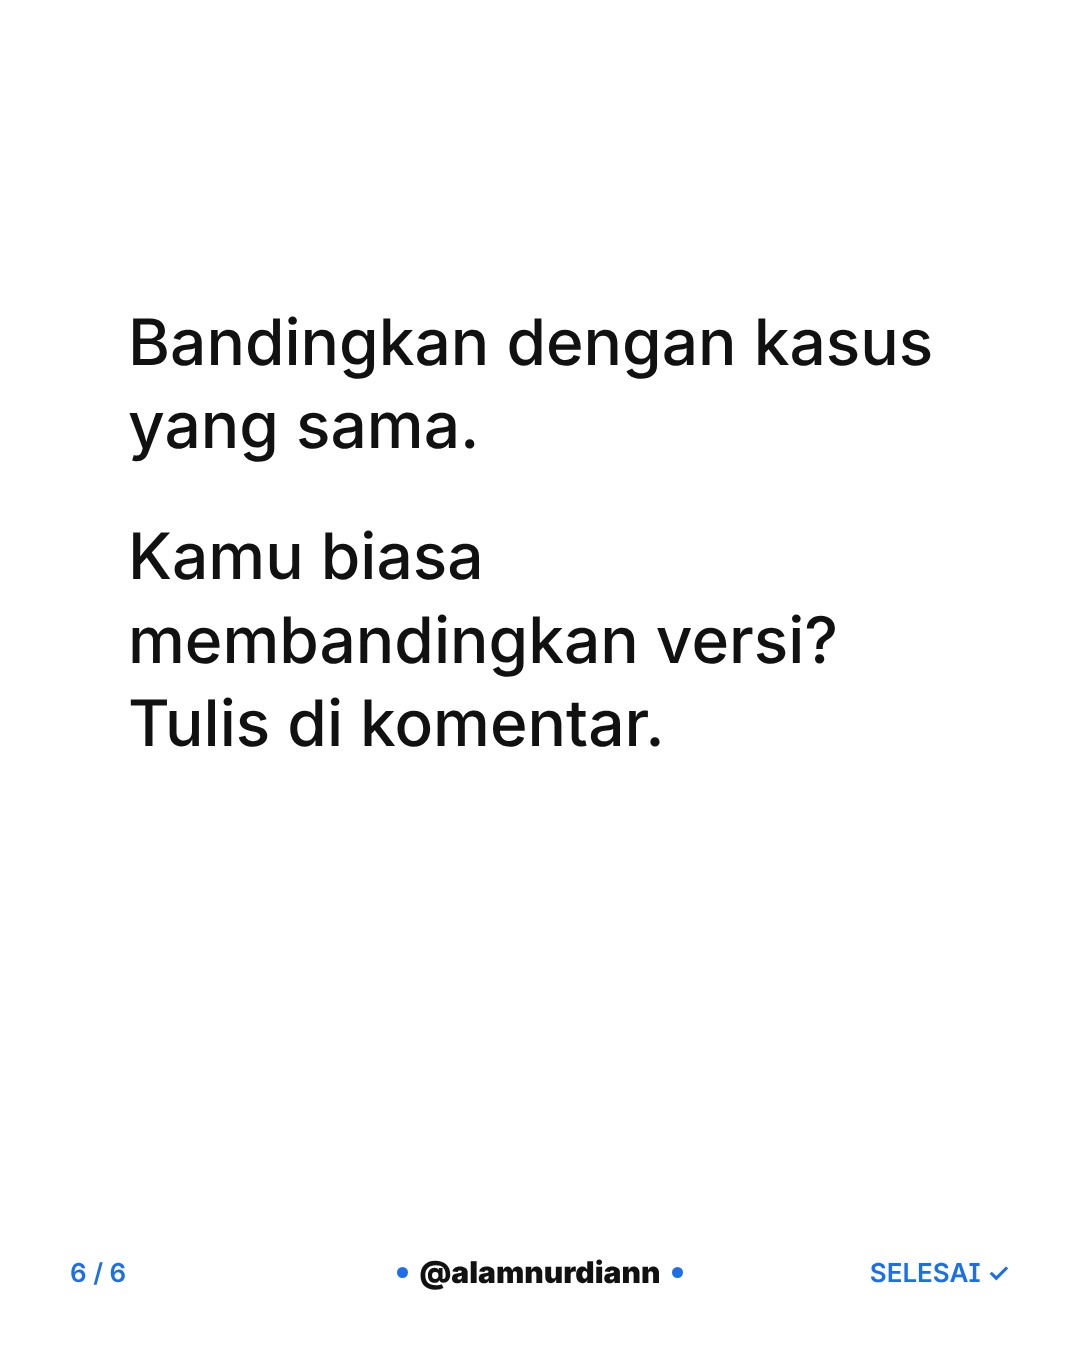 Bandingkan dengan kasus
yang sama.
Kamu biasa
membandingkan versi?
Tulis di komentar.
6 / 6
• @alamnurdiann •
SELESAI ✓